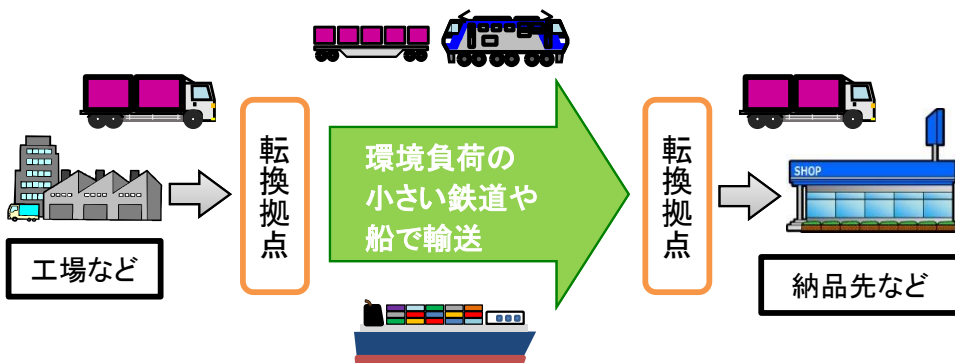 工場など
転換拠点
環境負荷の
小さい鉄道や
船で輸送
転換拠点
SHOP
納品先など